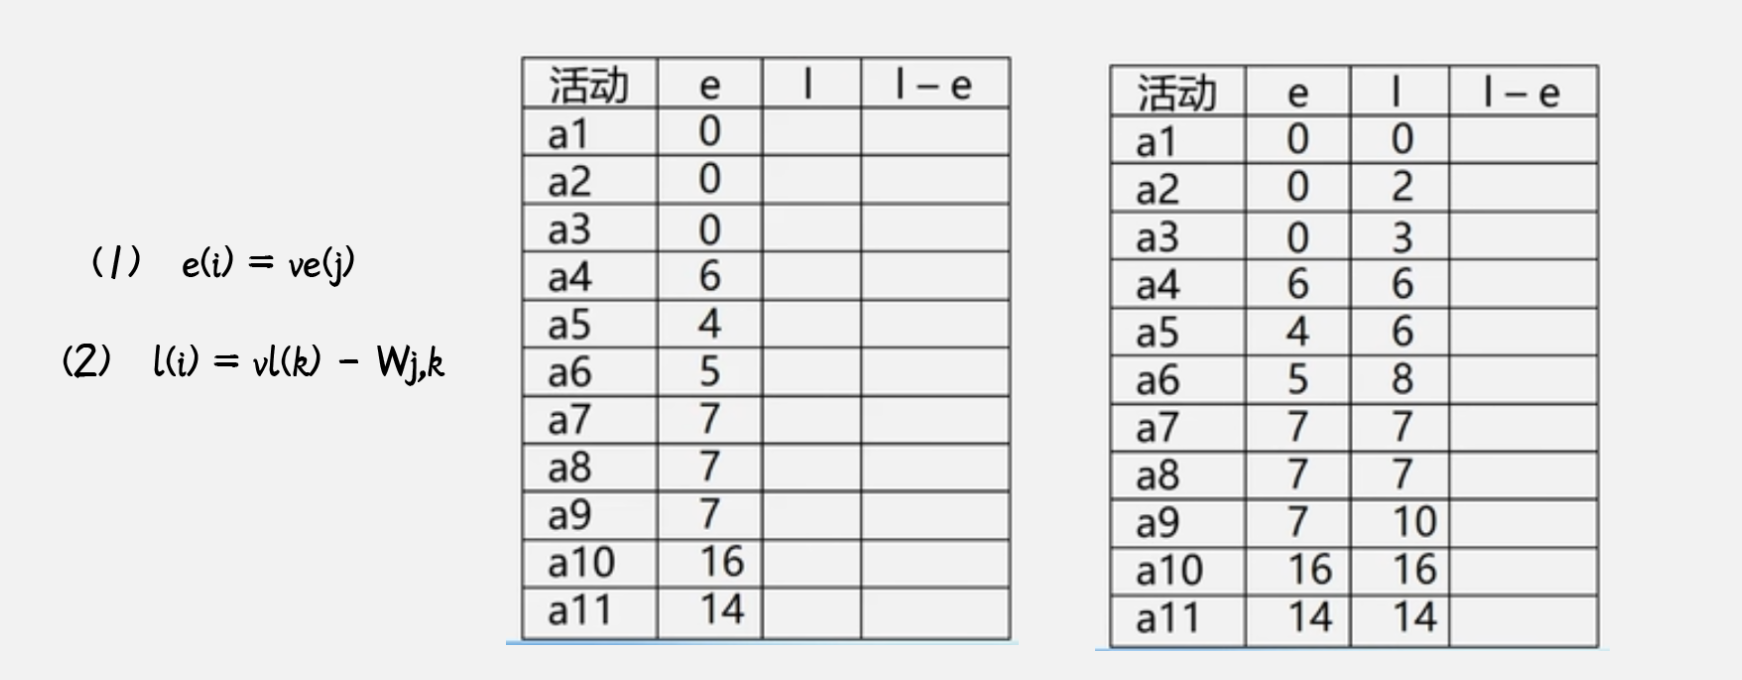 (1) e(i) = ve(j)
(2) l(i) = vl(k) - Wj,k
活动 e l l – e
a1 0
a2 0
a3 0
a4 6
a5 4
a6 5
a7 7
a8 7
a9 7
a10 16
a11 14
活动 e l l – e
a1 0 0
a2 0 2
a3 0 3
a4 6 6
a5 4 6
a6 5 8
a7 7 7
a8 7 7
a9 7 10
a10 16 16
a11 14 14